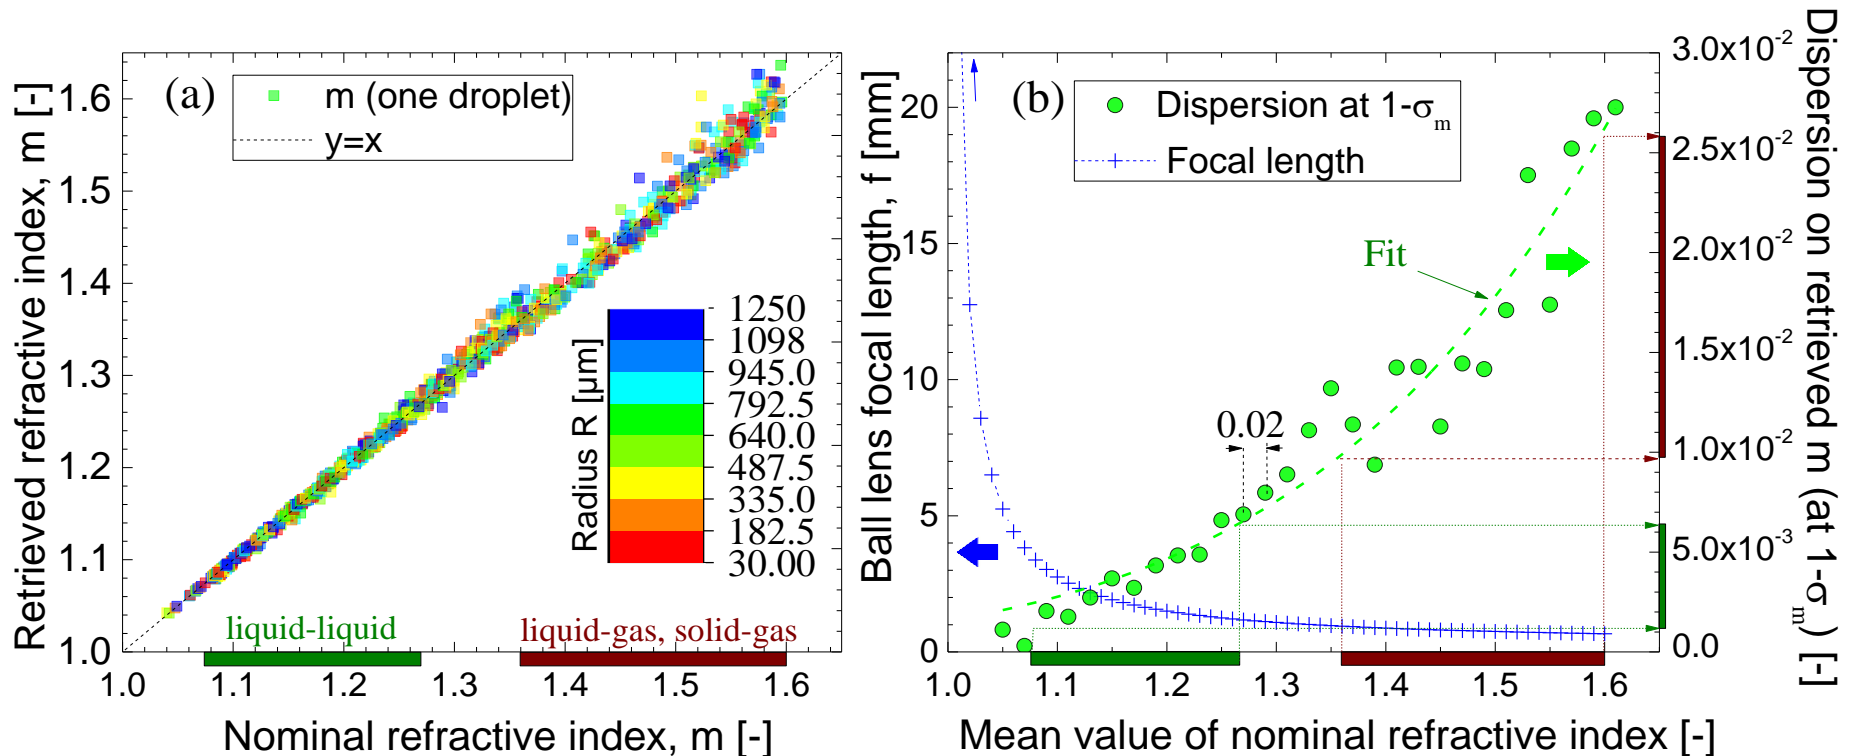 (a)
m (one droplet)
y=x
Retrieved refractive index, m [-]
1.6
1.5
1.4
1.3
1.2
1.1
1.0
Radius R [µm]
1250
1098
945.0
792.5
640.0
487.5
335.0
182.5
30.00
liquid-liquid
liquid-gas, solid-gas
1.0 1.1 1.2 1.3 1.4 1.5 1.6
Nominal refractive index, m [-]
(b)
Dispersion at 1-σm
Focal length
Ball lens focal length, f [mm]
20
15
10
5
0
Fit
0.02
3.0x10-2
2.5x10-2
2.0x10-2
1.5x10-2
1.0x10-2
5.0x10-3
0.0
Dispersion on retrieved m (at 1-σm) [-]
1.0 1.1 1.2 1.3 1.4 1.5 1.6
Mean value of nominal refractive index [-]